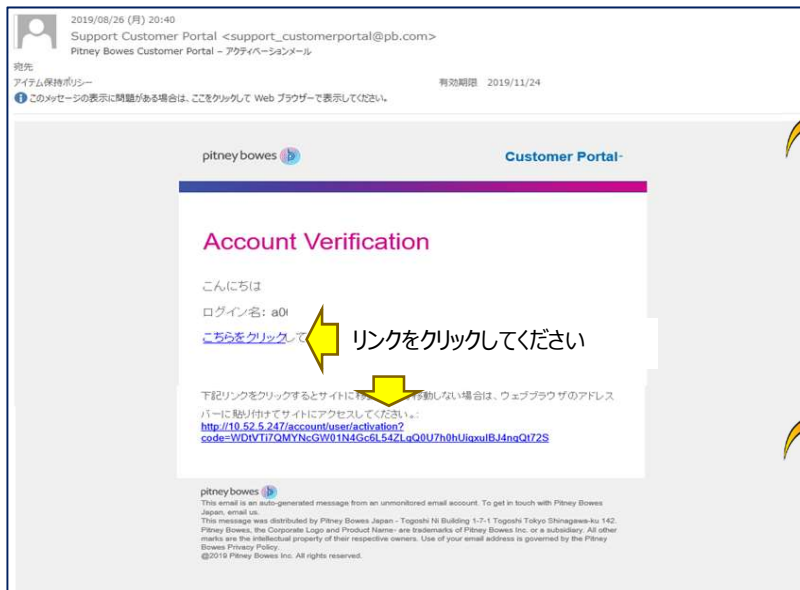 2019/08/26 (月) 20:40
Support Customer Portal <support_customerportal@pb.com>
Pitney Bowes Customer Portal – アクティベーションメール
宛先
アイテム保持ポリシー 有効期限 2019/11/24
このメッセージの表示に問題がある場合は、ここをクリックして Web ブラウザーで表示してください。
pitney bowes Customer Portal-
Account Verification
こんにちは
ログイン名: a0
こちらをクリックして
リンクをクリックしてください
下記リンクをクリックするとサイトに移 移動しない場合は、ウェブブラウザのアドレス
バーに貼り付けてサイトにアクセスしてください。:
http://10.52.5.247/account/user/activation?
code=WDtVTi7QMYNcGW01N4Gc6L54ZLqQ0U7h0hUigxuIBJ4nqQt72S
pitney bowes
This email is an auto-generated message from an unmonitored email account. To get in touch with Pitney Bowes
Japan, email us.
This message was distributed by Pitney Bowes Japan - Togoshi Ni Building 1-7-1 Togoshi Tokyo Shinagawa-ku 142.
Pitney Bowes, the Corporate Logo and Product Name- are trademarks of Pitney Bowes Inc. or a subsidiary. All other
marks are the intellectual property of their respective owners. Use of your email address is governed by the Pitney
Bowes Privacy Policy.
@2019 Pitney Bowes Inc. All rights reserved.